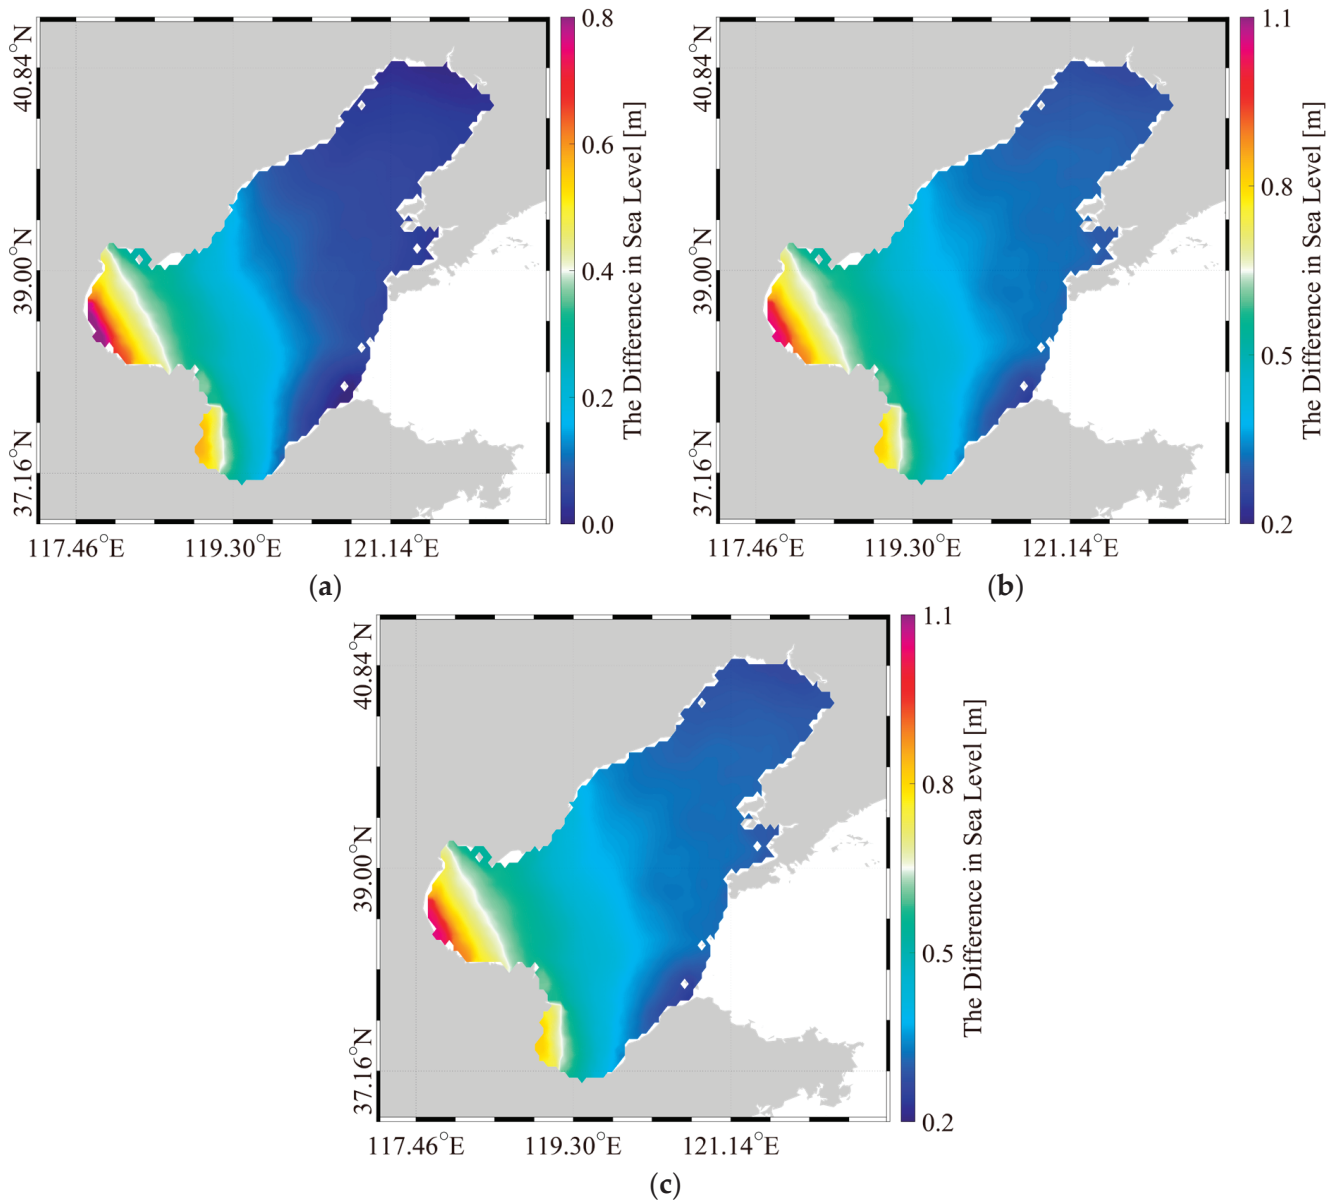 40.84°N
39.00°N
37.16°N
117.46°E 119.30°E 121.14°E
0.8
0.6
0.4
0.2
0.0
The Difference in Sea Level [m]
(a)
40.84°N
39.00°N
37.16°N
117.46°E 119.30°E 121.14°E
1.1
0.8
0.5
0.2
The Difference in Sea Level [m]
(b)
40.84°N
39.00°N
37.16°N
117.46°E 119.30°E 121.14°E
1.1
0.8
0.5
0.2
The Difference in Sea Level [m]
(c)